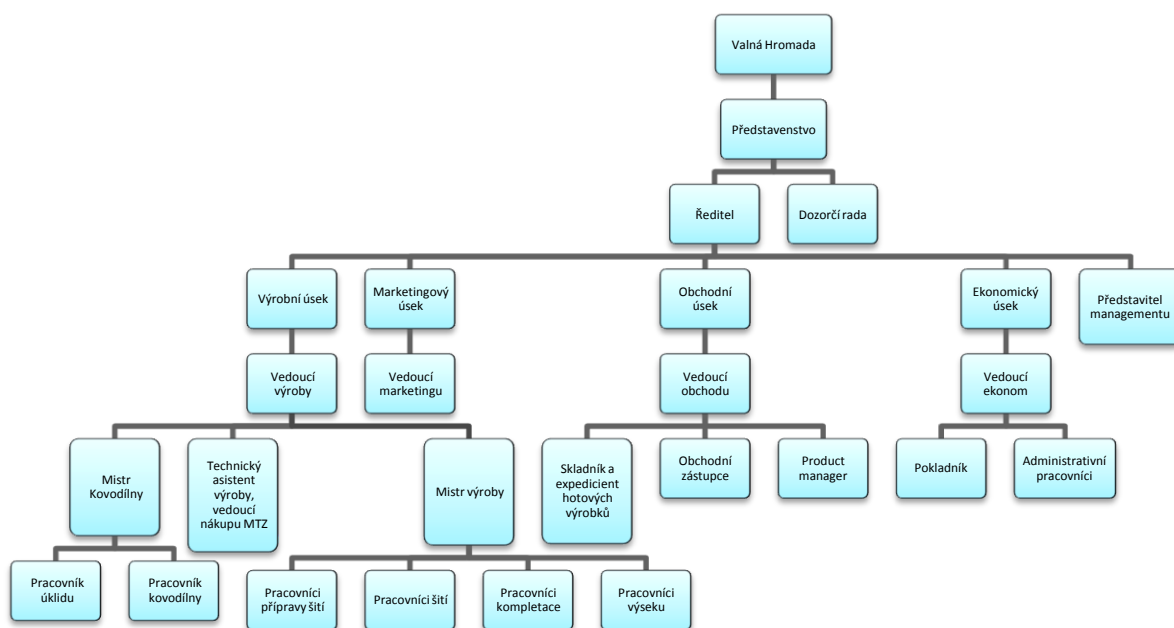 Valná Hromada
Představenstvo
Ředitel
Dozorčí rada
Výrobní úsek
Marketingový
úsek
Obchodní
úsek
Ekonomický
úsek
Představitel
managementu
Vedoucí
výroby
Vedoucí
marketingu
Vedoucí
obchodu
Vedoucí
ekonom
Mistr
Kovodílny
Technický
asistent
výroby,
vedoucí
nákupu MTZ
Mistr výroby
Skladník a
expedicient
hotových
výrobků
Obchodní
zástupce
Product
manager
Pokladník
Administrativní
pracovníci
Pracovník
úklidu
Pracovník
kovodílny
Pracovníci
přípravy šití
Pracovníci šití
Pracovníci
kompletace
Pracovníci
výseku